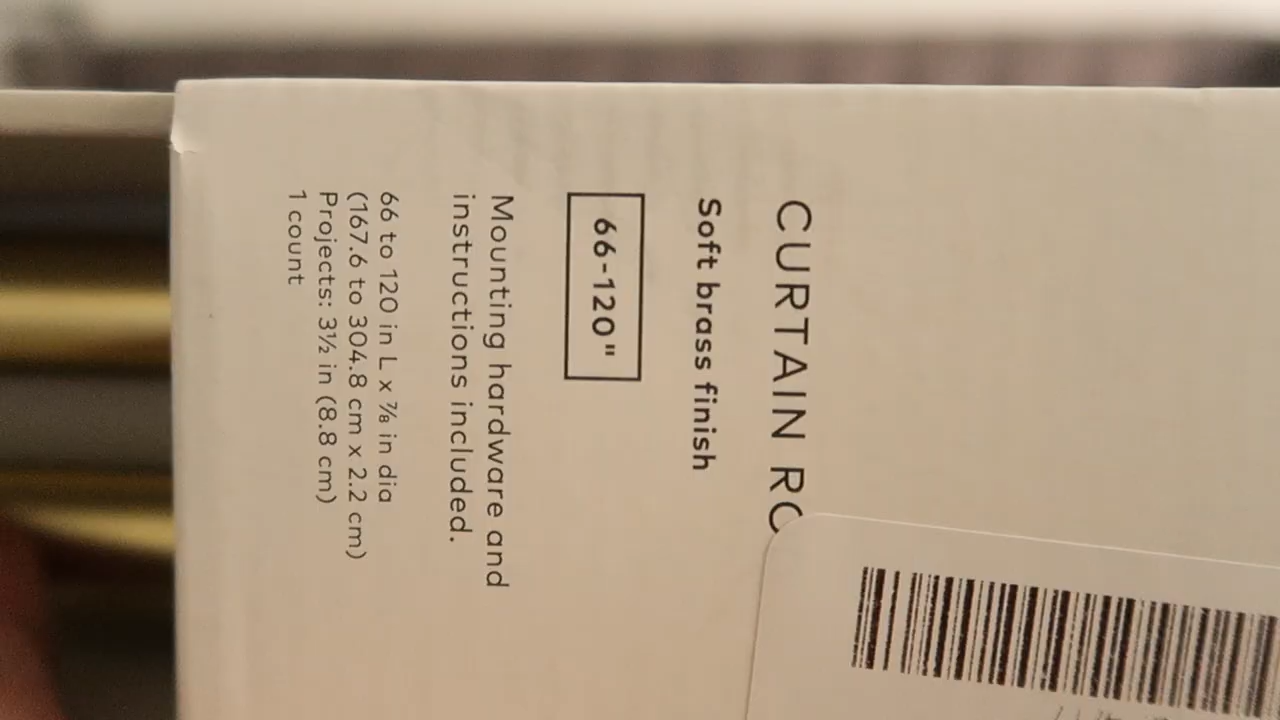 CURTAIN RO
Soft brass finish
66-120"
Mounting hardware and
instructions included.
66 to 120 in L x ⅞ in dia
(167.6 to 304.8 cm x 2.2 cm)
Projects: 3½ in (8.8 cm)
1 count